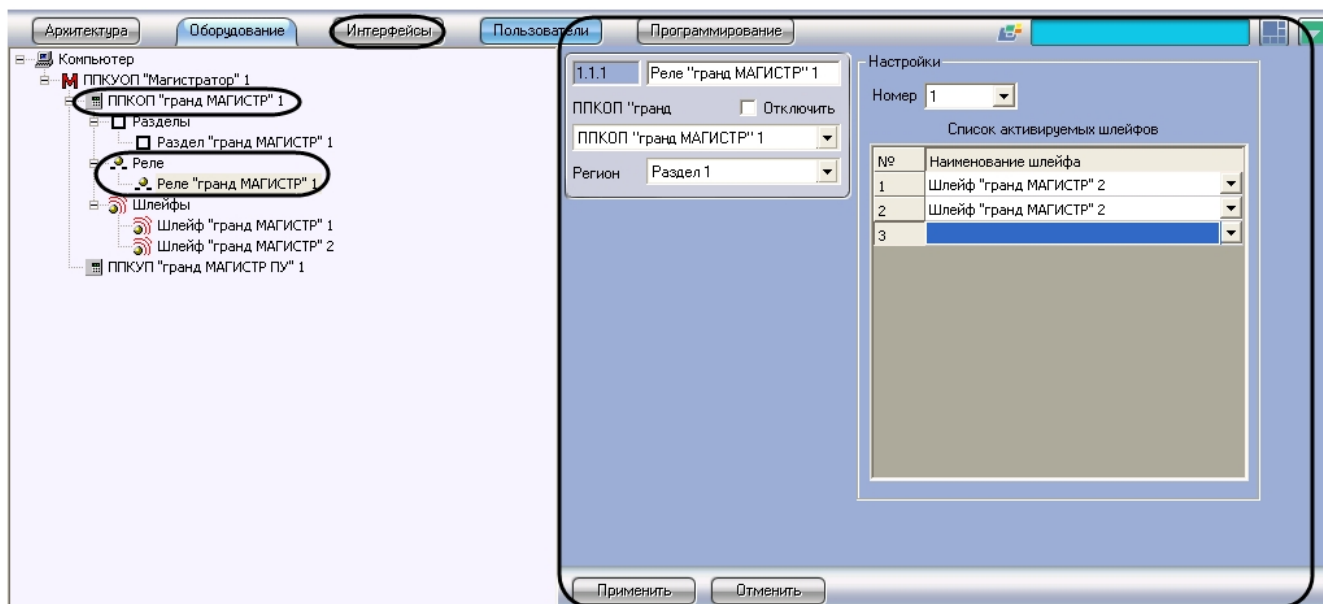 Архитектура
Оборудование
Интерфейсы
Пользователи
Программирование
Компьютер
ППКУОП "Магистратор" 1
ППКОП "гранд МАГИСТР" 1
Разделы
Раздел "гранд МАГИСТР" 1
Реле
Реле "гранд МАГИСТР" 1
Шлейфы
Шлейф "гранд МАГИСТР" 1
Шлейф "гранд МАГИСТР" 2
ППКУП "гранд МАГИСТР ПУ" 1
1.1.1 Реле "гранд МАГИСТР" 1
ППКОП "гранд Отключить
ППКОП "гранд МАГИСТР" 1
Регион Раздел 1
Настройки
Номер 1
Список активируемых шлейфов
№ Наименование шлейфа
1 Шлейф "гранд МАГИСТР" 2
2 Шлейф "гранд МАГИСТР" 2
3
Применить Отменить